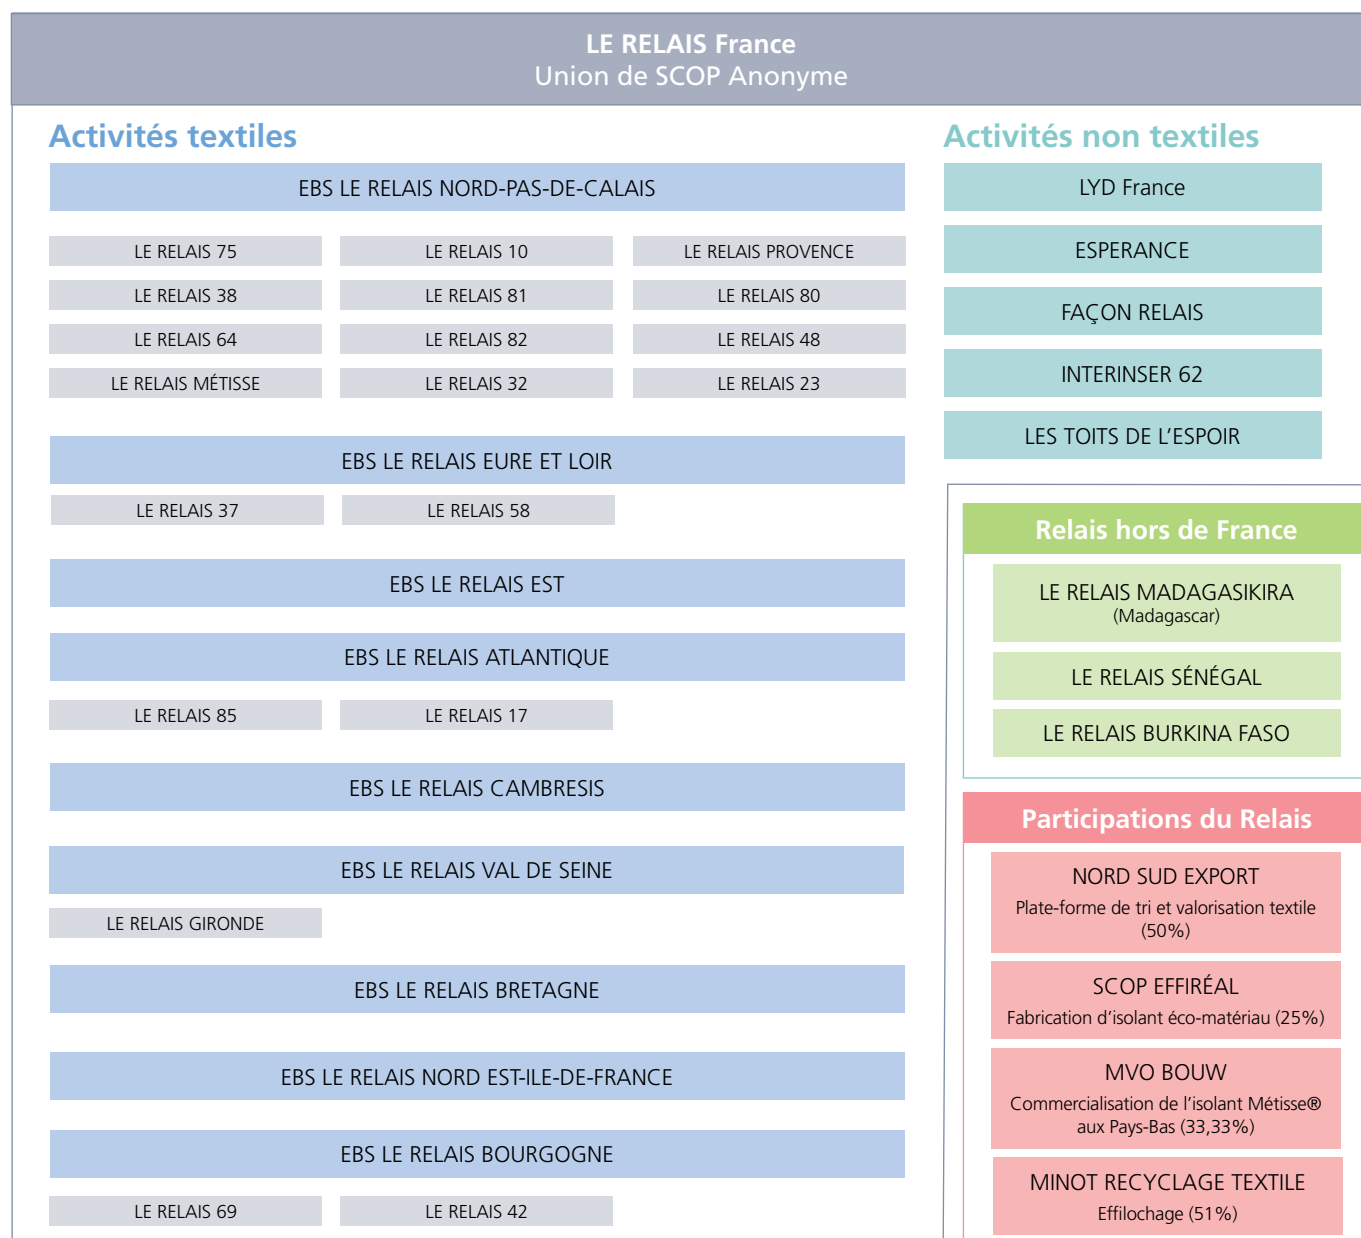 LE RELAIS France
Union de SCOP Anonyme
Activités textiles
EBS LE RELAIS NORD-PAS-DE-CALAIS
LE RELAIS 75
LE RELAIS 10
LE RELAIS PROVENCE
LE RELAIS 38
LE RELAIS 81
LE RELAIS 80
LE RELAIS 64
LE RELAIS 82
LE RELAIS 48
LE RELAIS MÉTISSE
LE RELAIS 32
LE RELAIS 23
EBS LE RELAIS EURE ET LOIR
LE RELAIS 37
LE RELAIS 58
EBS LE RELAIS EST
EBS LE RELAIS ATLANTIQUE
LE RELAIS 85
LE RELAIS 17
EBS LE RELAIS CAMBRESIS
EBS LE RELAIS VAL DE SEINE
LE RELAIS GIRONDE
EBS LE RELAIS BRETAGNE
EBS LE RELAIS NORD EST-ILE-DE-FRANCE
EBS LE RELAIS BOURGOGNE
LE RELAIS 69
LE RELAIS 42
Activités non textiles
LYD France
ESPERANCE
FAÇON RELAIS
INTERINSER 62
LES TOITS DE L’ESPOIR
Relais hors de France
LE RELAIS MADAGASIKIRA
(Madagascar)
LE RELAIS SÉNÉGAL
LE RELAIS BURKINA FASO
Participations du Relais
NORD SUD EXPORT
Plate-forme de tri et valorisation textile
(50%)
SCOP EFFIRÉAL
Fabrication d’isolant éco-matériau (25%)
MVO BOUW
Commercialisation de l’isolant Métisse®
aux Pays-Bas (33,33%)
MINOT RECYCLAGE TEXTILE
Effilochage (51%)